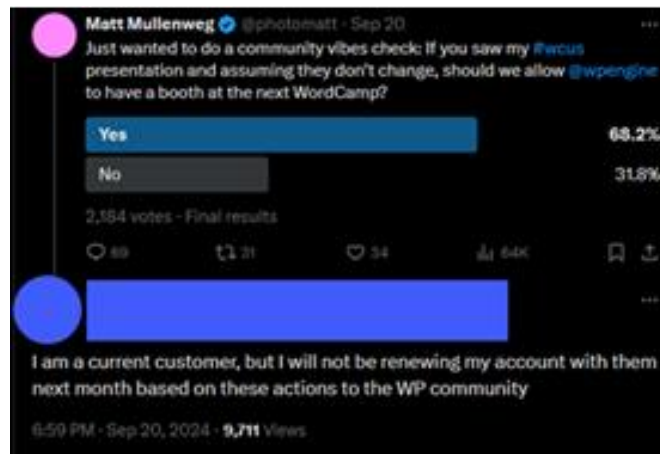 Matt Mullenweg @photomatt · Sep 20
Just wanted to do a community vibes check: If you saw my #wcus
presentation and assuming they don't change, should we allow @wpengine
to have a booth at the next WordCamp?
Yes 68.2%
No 31.8%
2,184 votes · Final results
69 31 34 64K
I am a current customer, but I will not be renewing my account with them
next month based on these actions to the WP community
6:59 PM · Sep 20, 2024 · 9,711 Views